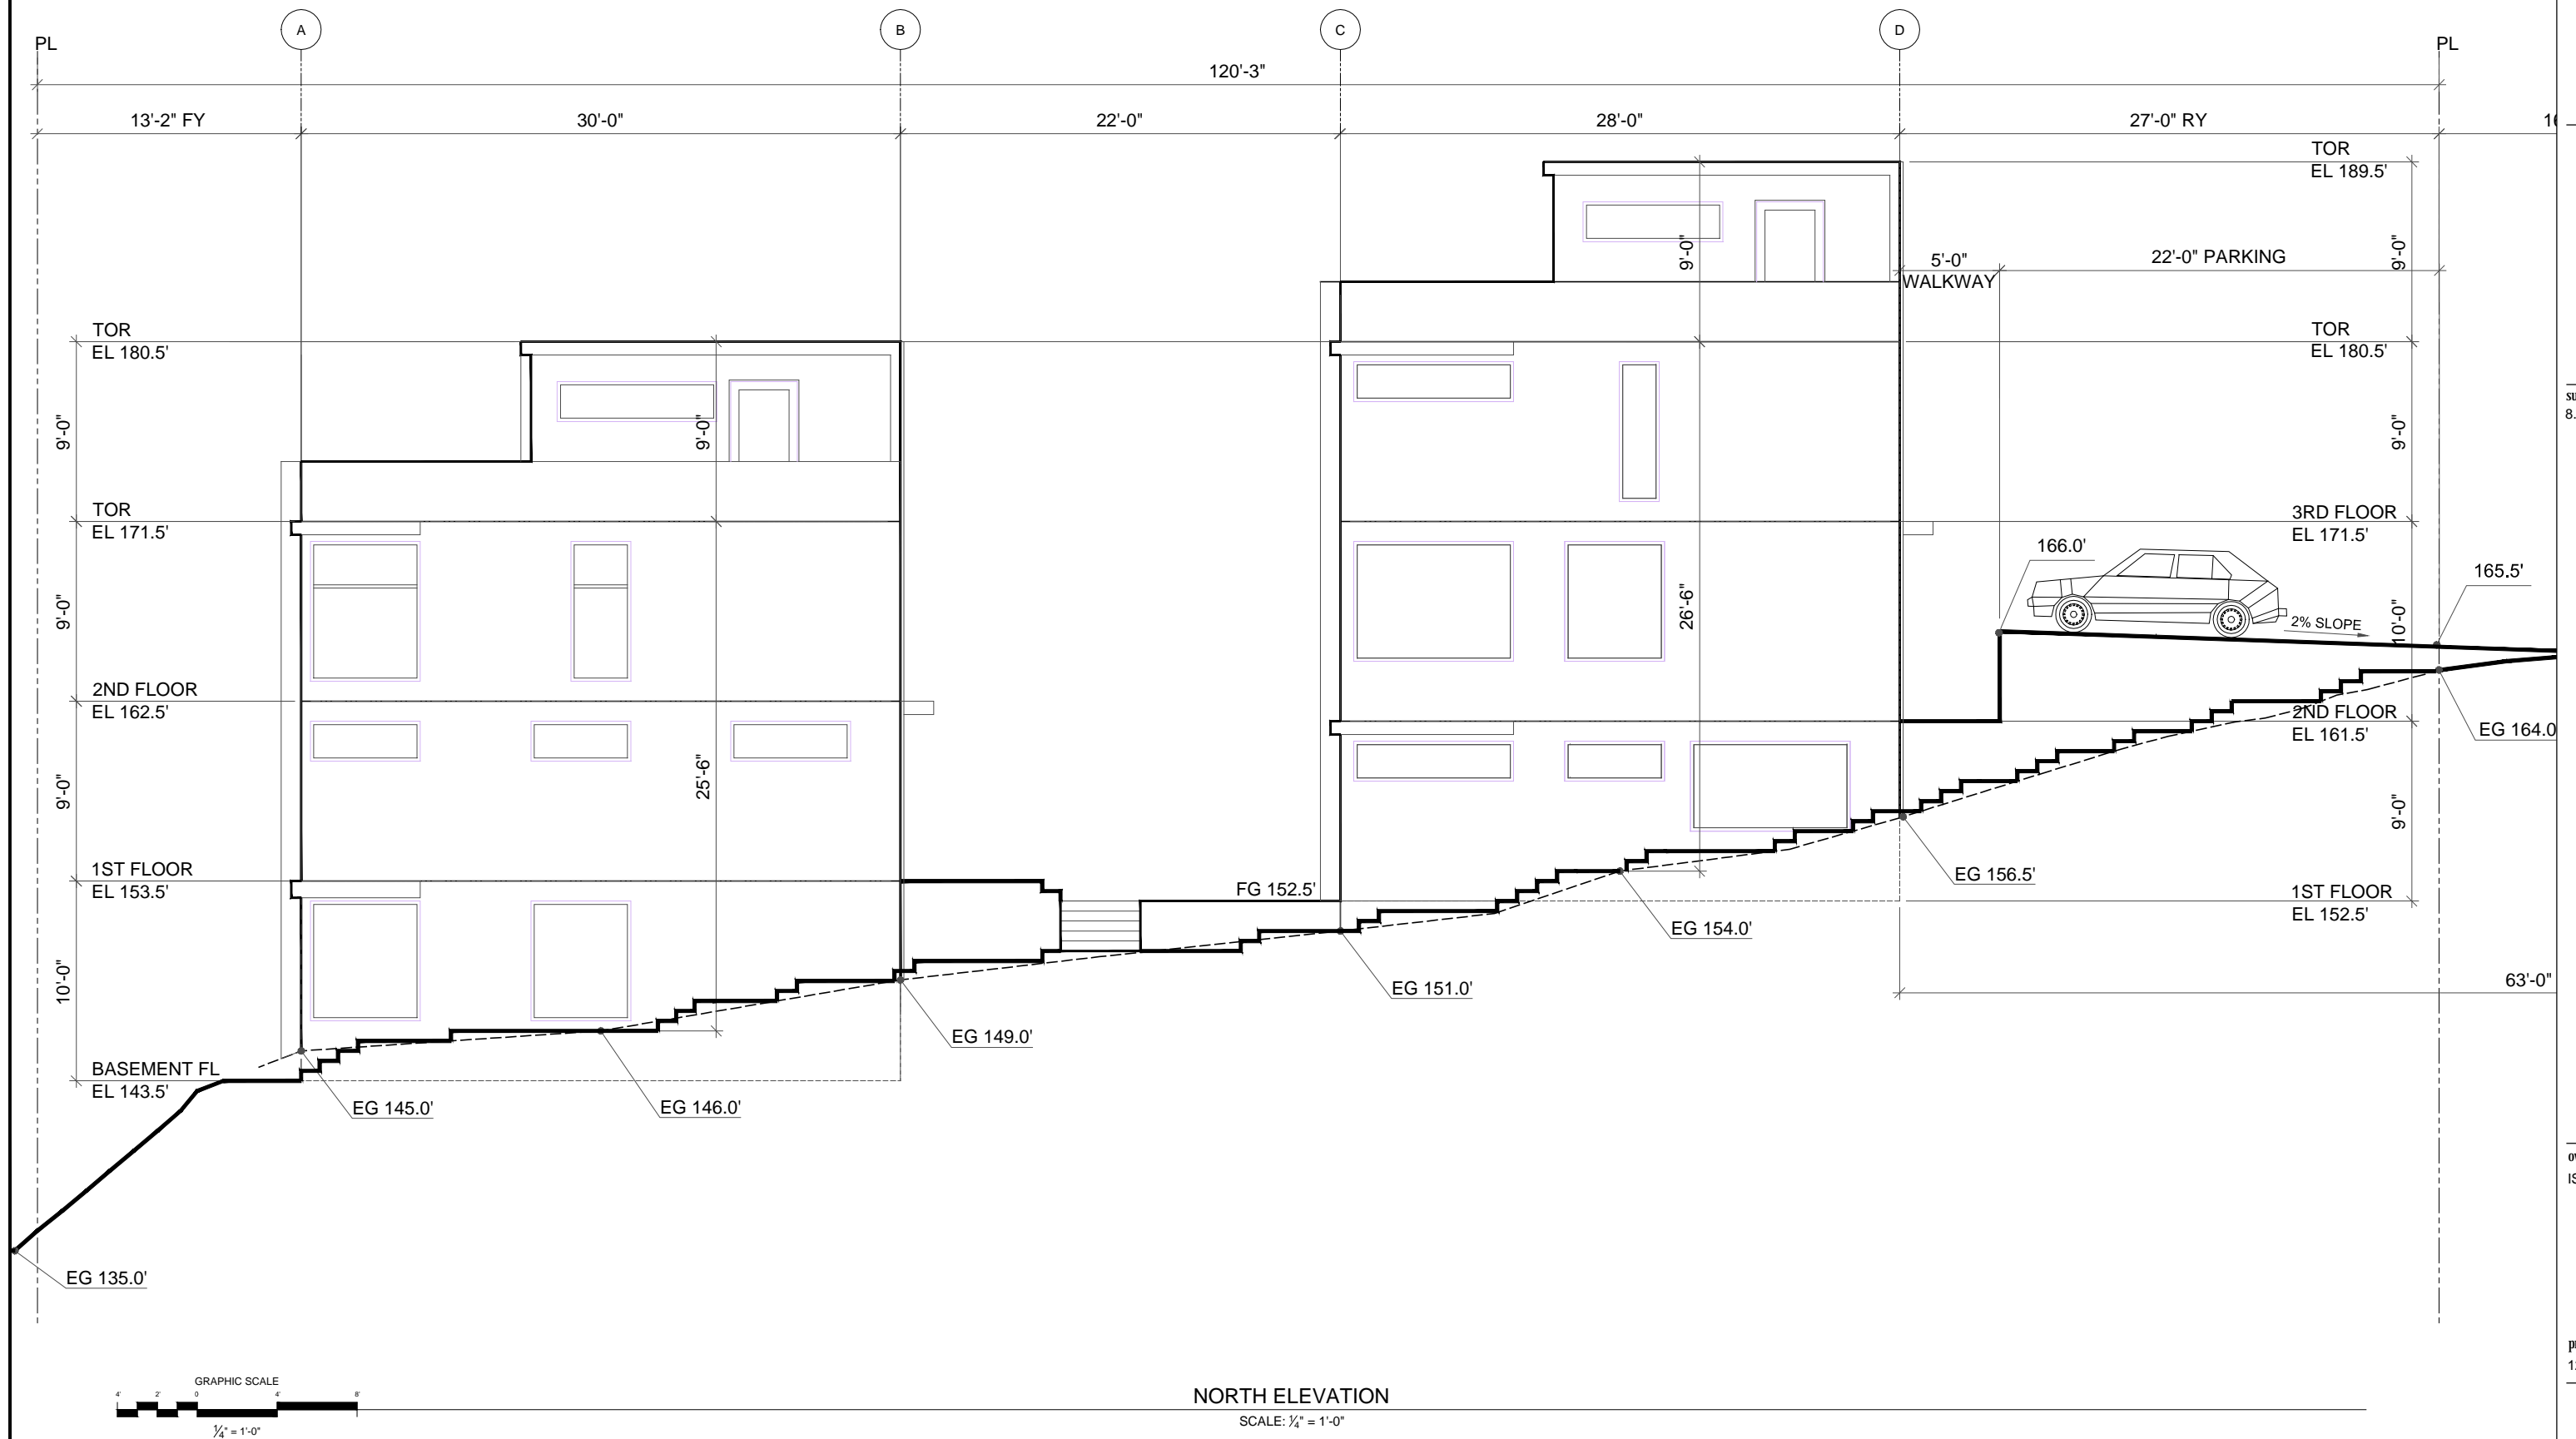 A
B
C
D
PL
PL
120'-3"
13'-2" FY
30'-0"
22'-0"
28'-0"
27'-0" RY
TOR
EL 189.5'
9'-0"
9'-0"
5'-0"
WALKWAY
22'-0" PARKING
TOR
EL 180.5'
TOR
EL 180.5'
9'-0"
9'-0"
9'-0"
TOR
EL 171.5'
3RD FLOOR
EL 171.5'
166.0'
165.5'
9'-0"
26'-6"
10'-0"
2% SLOPE
2ND FLOOR
EL 162.5'
2ND FLOOR
EL 161.5'
EG 164.0
9'-0"
25'-6"
9'-0"
1ST FLOOR
EL 153.5'
FG 152.5'
EG 156.5'
1ST FLOOR
EL 152.5'
EG 154.0'
10'-0"
EG 151.0'
63'-0"
EG 149.0'
BASEMENT FL
EL 143.5'
EG 145.0'
EG 146.0'
EG 135.0'
GRAPHIC SCALE
4' 2' 0 4' 8'
¼" = 1'-0"
NORTH ELEVATION
SCALE: ¼" = 1'-0"